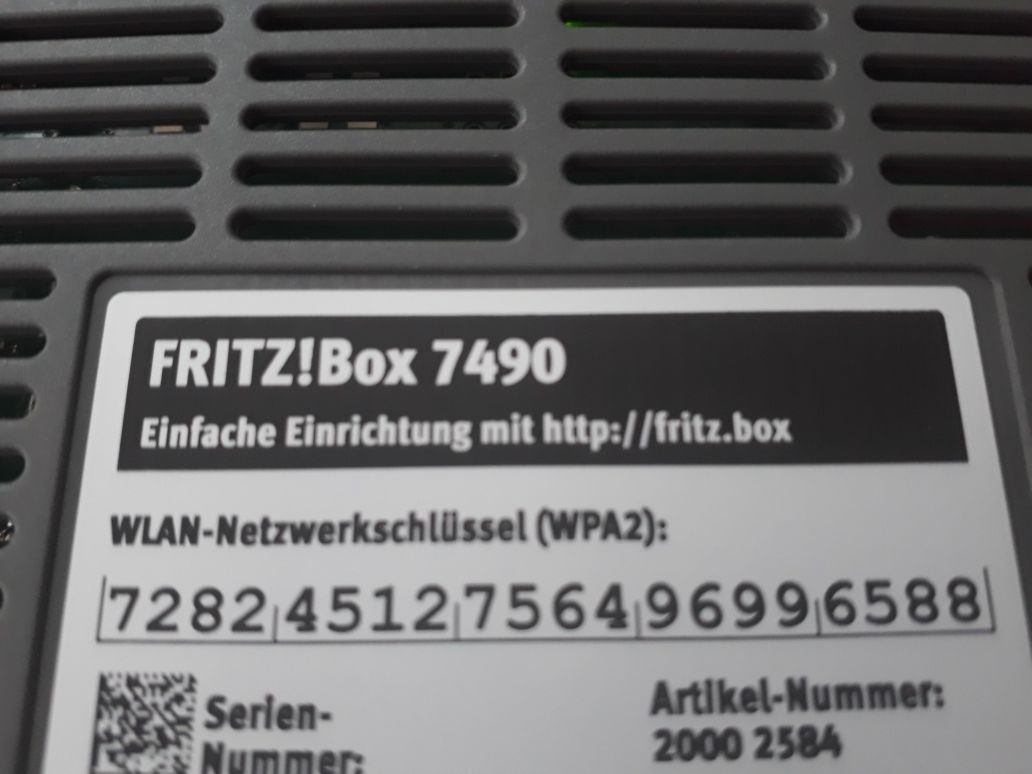 FRITZ!Box 7490
Einfache Einrichtung mit http://fritz.box
WLAN-Netzwerkschlüssel (WPA2):
7282 4512 7564 9699 6588
Serien-
Nummer:
Artikel-Nummer:
2000 2584